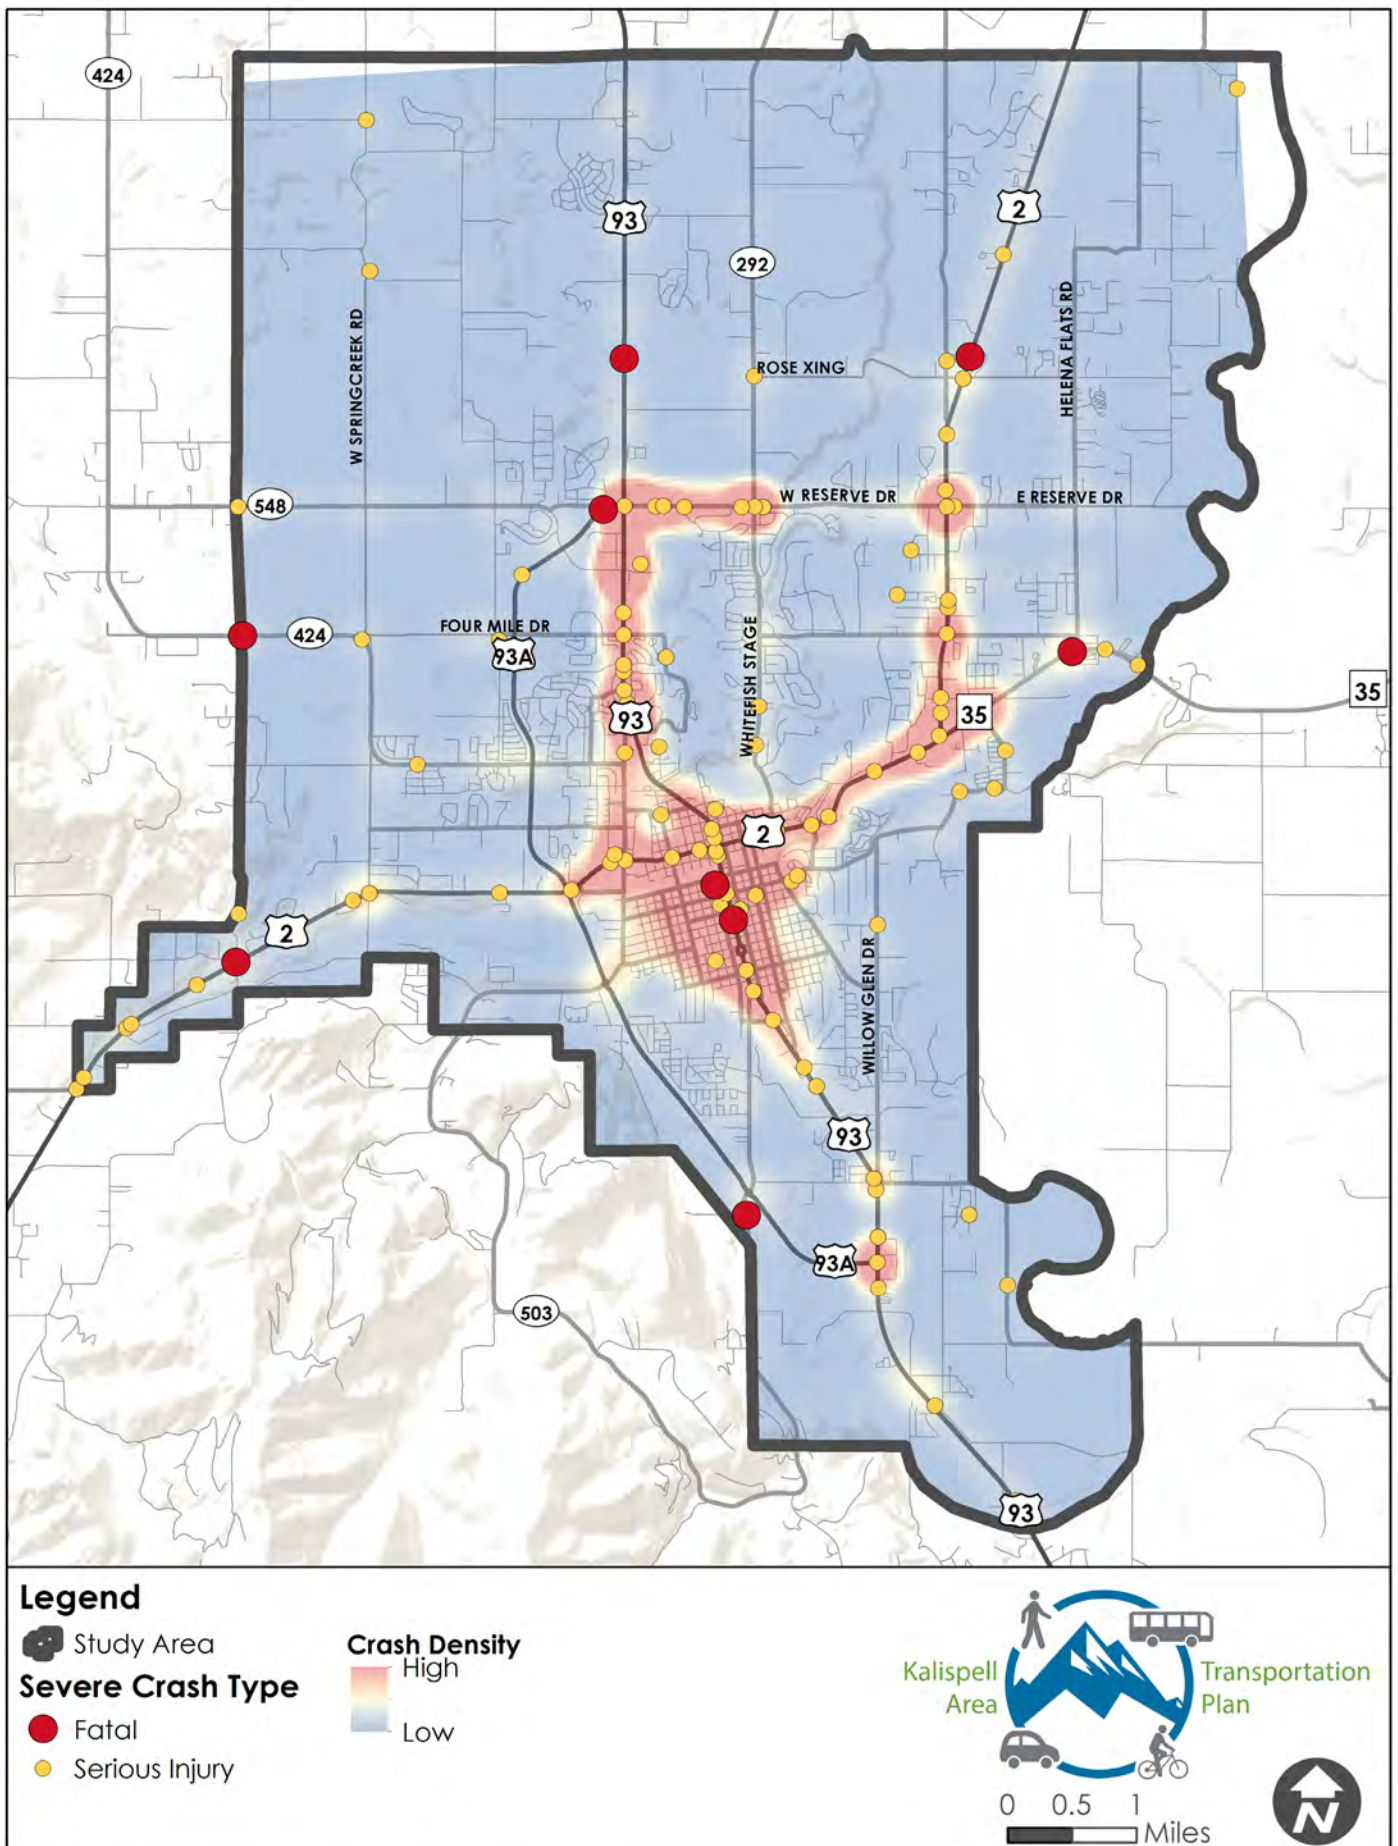 424
93
2
292
HELENA FLATS RD
W SPRINGCREEK RD
ROSE XING
W RESERVE DR
E RESERVE DR
548
FOUR MILE DR
424
93A
WHITEFISH STAGE
35
35
93
2
2
WILLOW GLEN DR
93
93A
503
93
Legend
Study Area
Severe Crash Type
Fatal
Serious Injury
Crash Density
High
Low
Kalispell
Area
Transportation
Plan
0 0.5 1
Miles
N